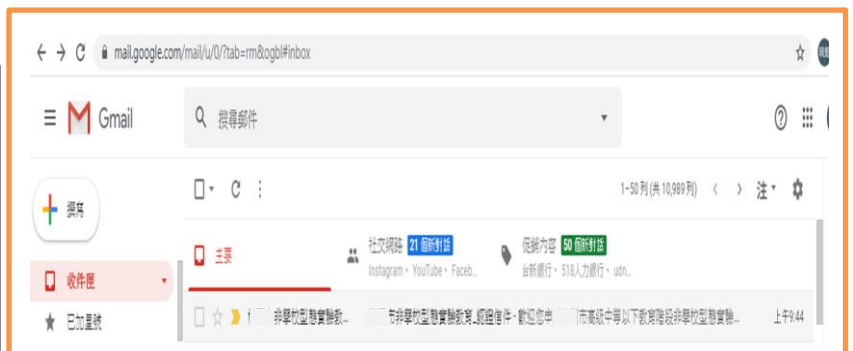 mail.google.com/mail/u/0/?tab=rm&ogbl#inbox
Gmail
搜尋郵件
撰寫
1-50 列 (共 10,989 列)
注
主要
社交網路 21 個新對話
Instagram、YouTube、Faceb...
促銷內容 50 個新對話
台新銀行、518人力銀行、udn...
收件匣
已加星號
非學校型態實驗教...
市非學校型態實驗教育_認證信件 - 歡迎您申
市高級中等以下教育階段非學校型態實驗...
上午9:44